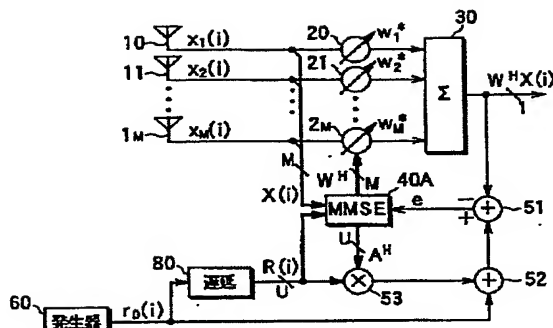 10 x₁(i) 20 w₁* 30
11 x₂(i) 21 w₂*
Σ WᴴX(i)
1M xM(i) 2M wM* 1
M Wᴴ M 40A
X(i) MMSE e − + + 51
80 U Aᴴ
遅延 R(i) U × 53 + 52
60 発生器 r₀(i)